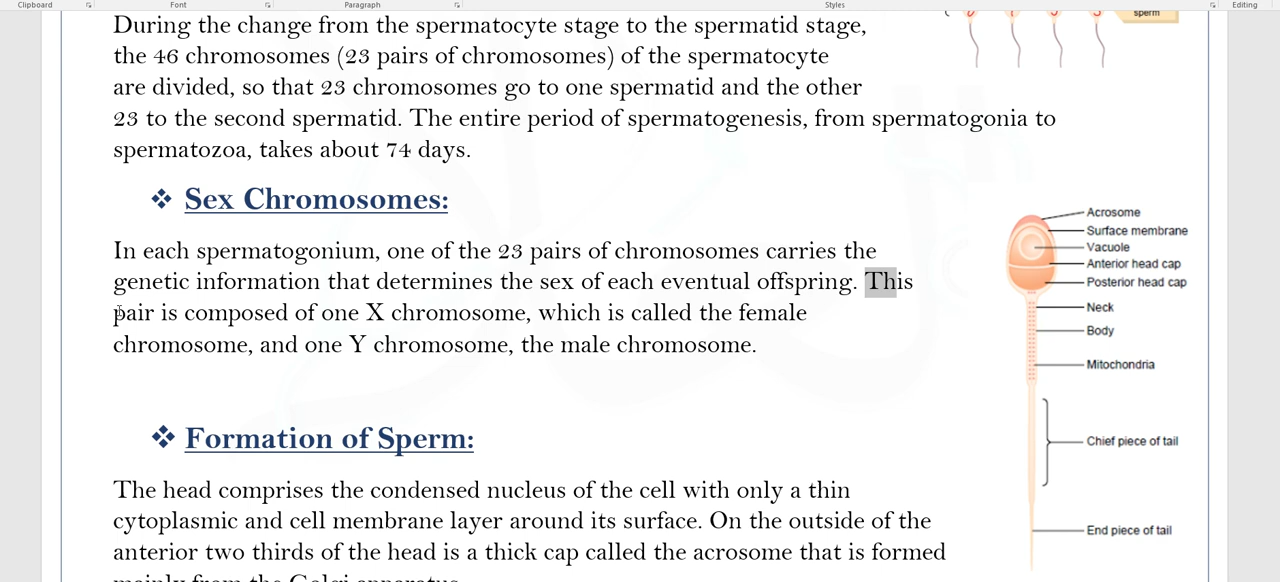 Clipboard
Font
Paragraph
Styles
Editing
During the change from the spermatocyte stage to the spermatid stage,
the 46 chromosomes (23 pairs of chromosomes) of the spermatocyte
are divided, so that 23 chromosomes go to one spermatid and the other
23 to the second spermatid. The entire period of spermatogenesis, from spermatogonia to
spermatozoa, takes about 74 days.
sperm
❖ Sex Chromosomes:
In each spermatogonium, one of the 23 pairs of chromosomes carries the
genetic information that determines the sex of each eventual offspring. This
pair is composed of one X chromosome, which is called the female
chromosome, and one Y chromosome, the male chromosome.
❖ Formation of Sperm:
The head comprises the condensed nucleus of the cell with only a thin
cytoplasmic and cell membrane layer around its surface. On the outside of the
anterior two thirds of the head is a thick cap called the acrosome that is formed
mainly from the Golgi apparatus.
Acrosome
Surface membrane
Vacuole
Anterior head cap
Posterior head cap
Neck
Body
Mitochondria
Chief piece of tail
End piece of tail